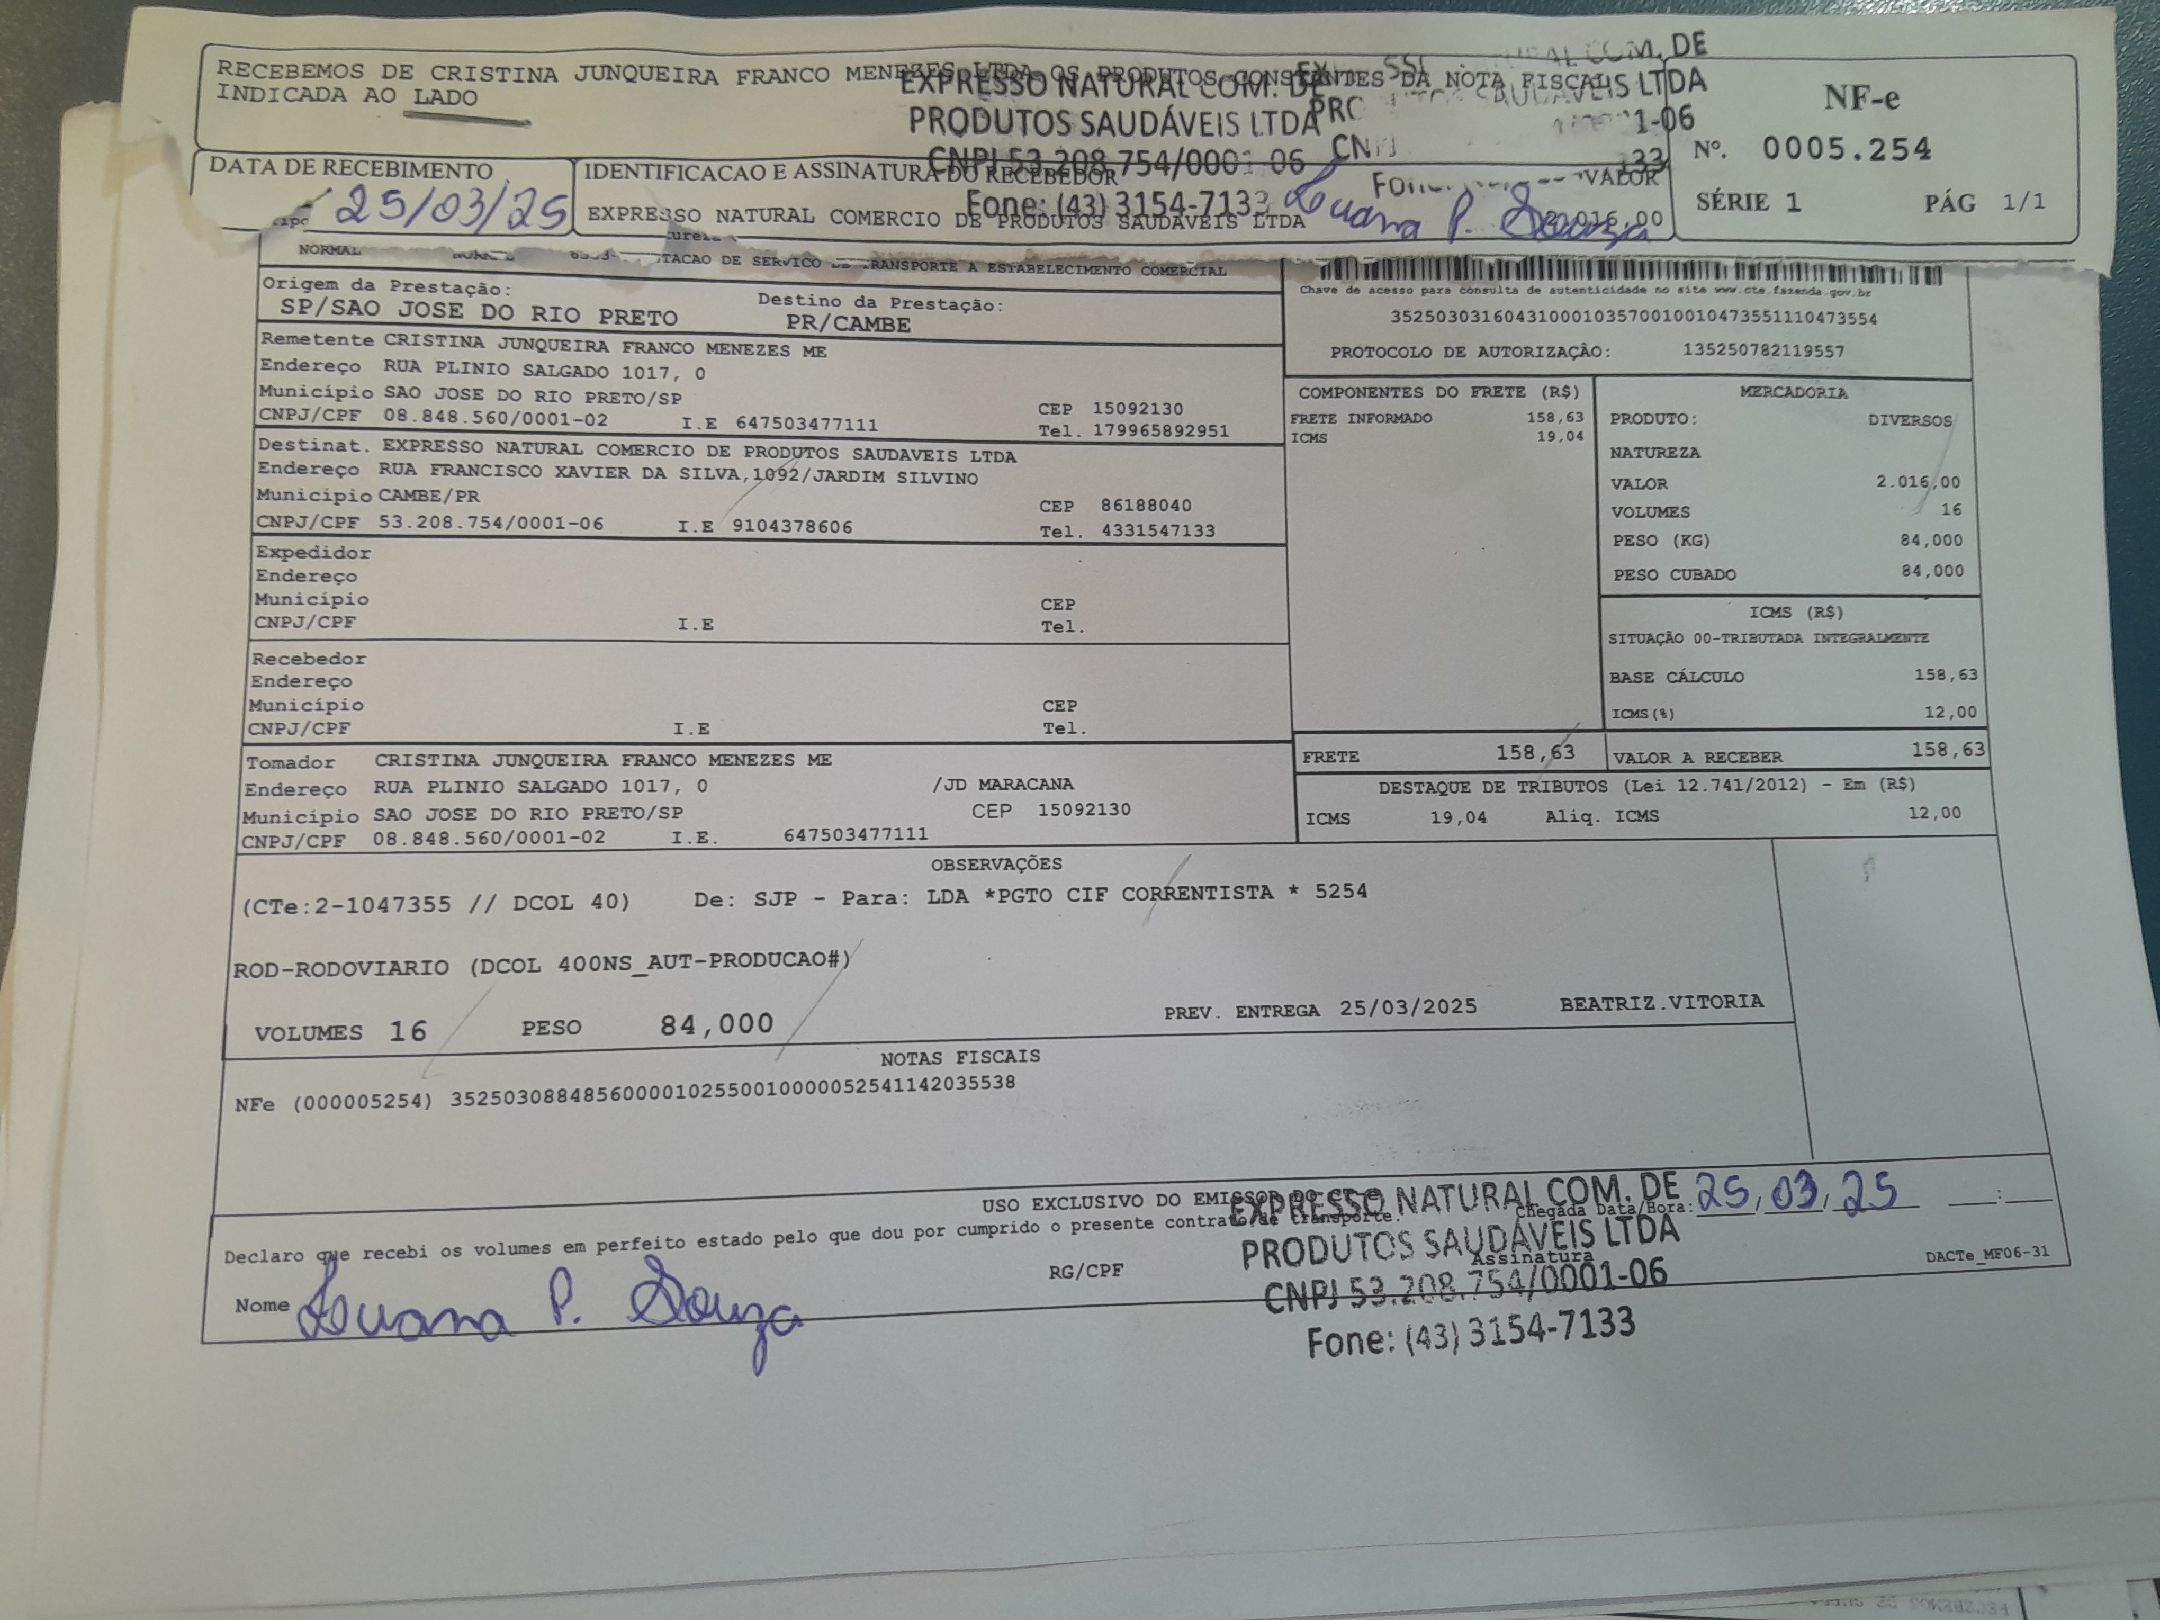 RECEBEMOS DE CRISTINA JUNQUEIRA FRANCO MENEZES LTDA OS PRODUTOS CONSTANTES DA NOTA FISCAL
INDICADA AO LADO
EXPRESSO NATURAL COM. DE
PRODUTOS SAUDÁVEIS LTDA
CNPJ 53.208.754/0001-06
Fone: (43) 3154-7133
NF-e
Nº. 0005.254
SÉRIE 1 PÁG 1/1
DATA DE RECEBIMENTO
25/03/25
IDENTIFICACAO E ASSINATURA DO RECEBEDOR
VALOR
EXPRESSO NATURAL COMERCIO DE PRODUTOS SAUDAVEIS LTDA
2.016,00
Luana P. Souza
NORMAL
DE TRANSPORTE A ESTABELECIMENTO COMERCIAL
Origem da Prestação:
SP/SAO JOSE DO RIO PRETO
Destino da Prestação:
PR/CAMBE
Chave de acesso para consulta de autenticidade no site www.cte.fazenda.gov.br
35250303160431000103570010010473551110473554
PROTOCOLO DE AUTORIZAÇÃO: 135250782119557
Remetente CRISTINA JUNQUEIRA FRANCO MENEZES ME
Endereço RUA PLINIO SALGADO 1017, 0
Município SAO JOSE DO RIO PRETO/SP CEP 15092130
CNPJ/CPF 08.848.560/0001-02 I.E 647503477111 Tel. 179965892951
Destinat. EXPRESSO NATURAL COMERCIO DE PRODUTOS SAUDAVEIS LTDA
Endereço RUA FRANCISCO XAVIER DA SILVA,1092/JARDIM SILVINO
Município CAMBE/PR CEP 86188040
CNPJ/CPF 53.208.754/0001-06 I.E 9104378606 Tel. 4331547133
Expedidor
Endereço
Município CEP
CNPJ/CPF I.E Tel.
Recebedor
Endereço
Município CEP
CNPJ/CPF I.E Tel.
Tomador CRISTINA JUNQUEIRA FRANCO MENEZES ME
Endereço RUA PLINIO SALGADO 1017, 0 /JD MARACANA
Município SAO JOSE DO RIO PRETO/SP CEP 15092130
CNPJ/CPF 08.848.560/0001-02 I.E. 647503477111
COMPONENTES DO FRETE (R$)
FRETE INFORMADO 158,63
ICMS 19,04
MERCADORIA
PRODUTO: DIVERSOS
NATUREZA
VALOR 2.016,00
VOLUMES 16
PESO (KG) 84,000
PESO CUBADO 84,000
ICMS (R$)
SITUAÇÃO 00-TRIBUTADA INTEGRALMENTE
BASE CÁLCULO 158,63
ICMS(%) 12,00
FRETE 158,63 VALOR A RECEBER 158,63
DESTAQUE DE TRIBUTOS (Lei 12.741/2012) - Em (R$)
ICMS 19,04 Aliq. ICMS 12,00
OBSERVAÇÕES
(CTe:2-1047355 // DCOL 40) De: SJP - Para: LDA *PGTO CIF CORRENTISTA * 5254
ROD-RODOVIARIO (DCOL 400NS_AUT-PRODUCAO#)
VOLUMES 16 PESO 84,000 PREV. ENTREGA 25/03/2025 BEATRIZ.VITORIA
NOTAS FISCAIS
NFe (000005254) 35250308848560000102550010000052541142035538
USO EXCLUSIVO DO EMISSOR DO CT-e
Declaro que recebi os volumes em perfeito estado pelo que dou por cumprido o presente contrato de transporte.
Chegada Data/Hora: 25/03/25 :
Nome Luana P. Souza RG/CPF Assinatura
EXPRESSO NATURAL COM. DE
PRODUTOS SAUDÁVEIS LTDA
CNPJ 53.208.754/0001-06
Fone: (43) 3154-7133
DACTe_MF06-31